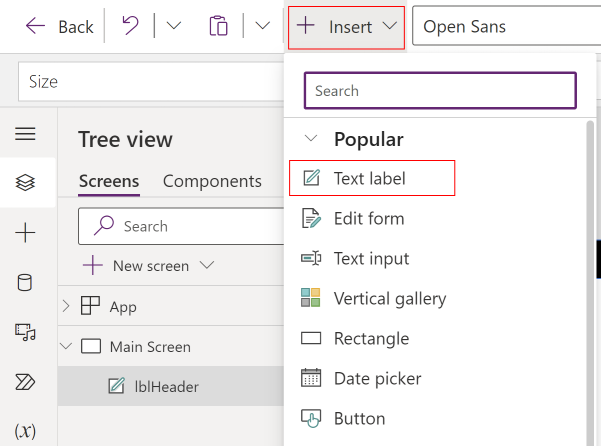 Back
Insert
Open Sans
Size
Search
Tree view
Popular
Screens
Components
Text label
Search
Edit form
New screen
Text input
App
Vertical gallery
Main Screen
Rectangle
lblHeader
Date picker
Button
(x)